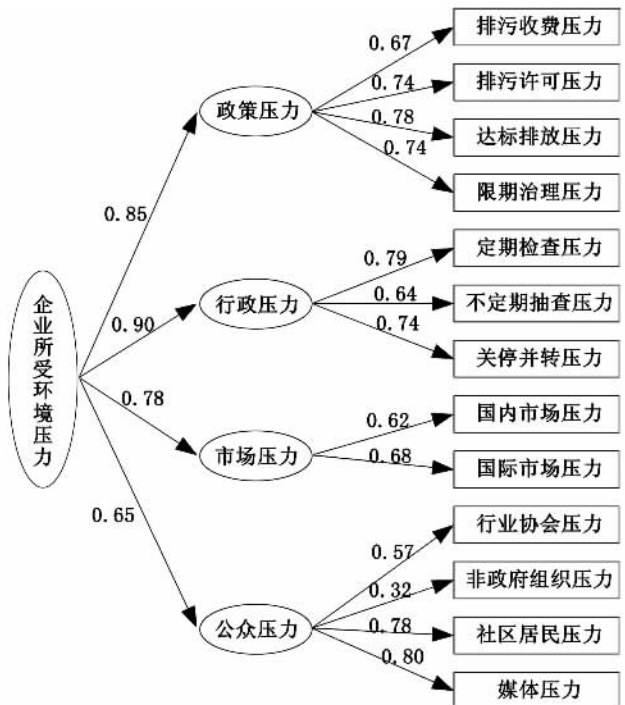 0.67
排污收费压力
0.74
排污许可压力
政策压力
0.78
达标排放压力
0.74
限期治理压力
0.85
0.79
定期检查压力
企业所受环境压力
行政压力
0.64
不定期抽查压力
0.90
0.74
关停并转压力
0.78
0.62
国内市场压力
市场压力
0.68
国际市场压力
0.65
行业协会压力
0.57
0.32
非政府组织压力
公众压力
0.78
社区居民压力
0.80
媒体压力